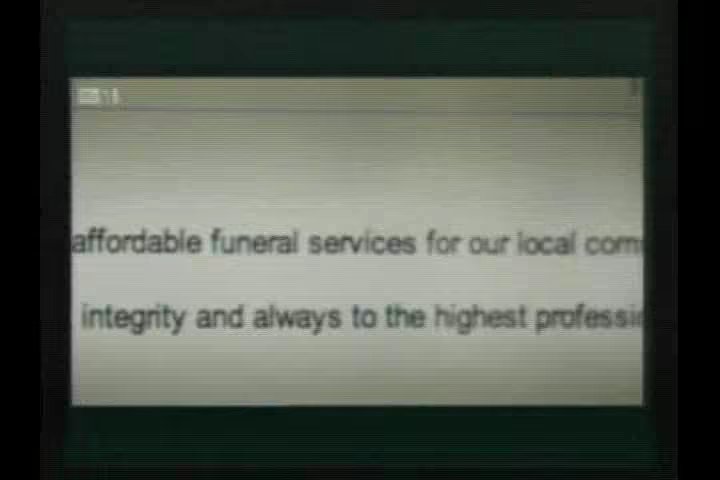 affordable funeral services for our local com
integrity and always to the highest professi